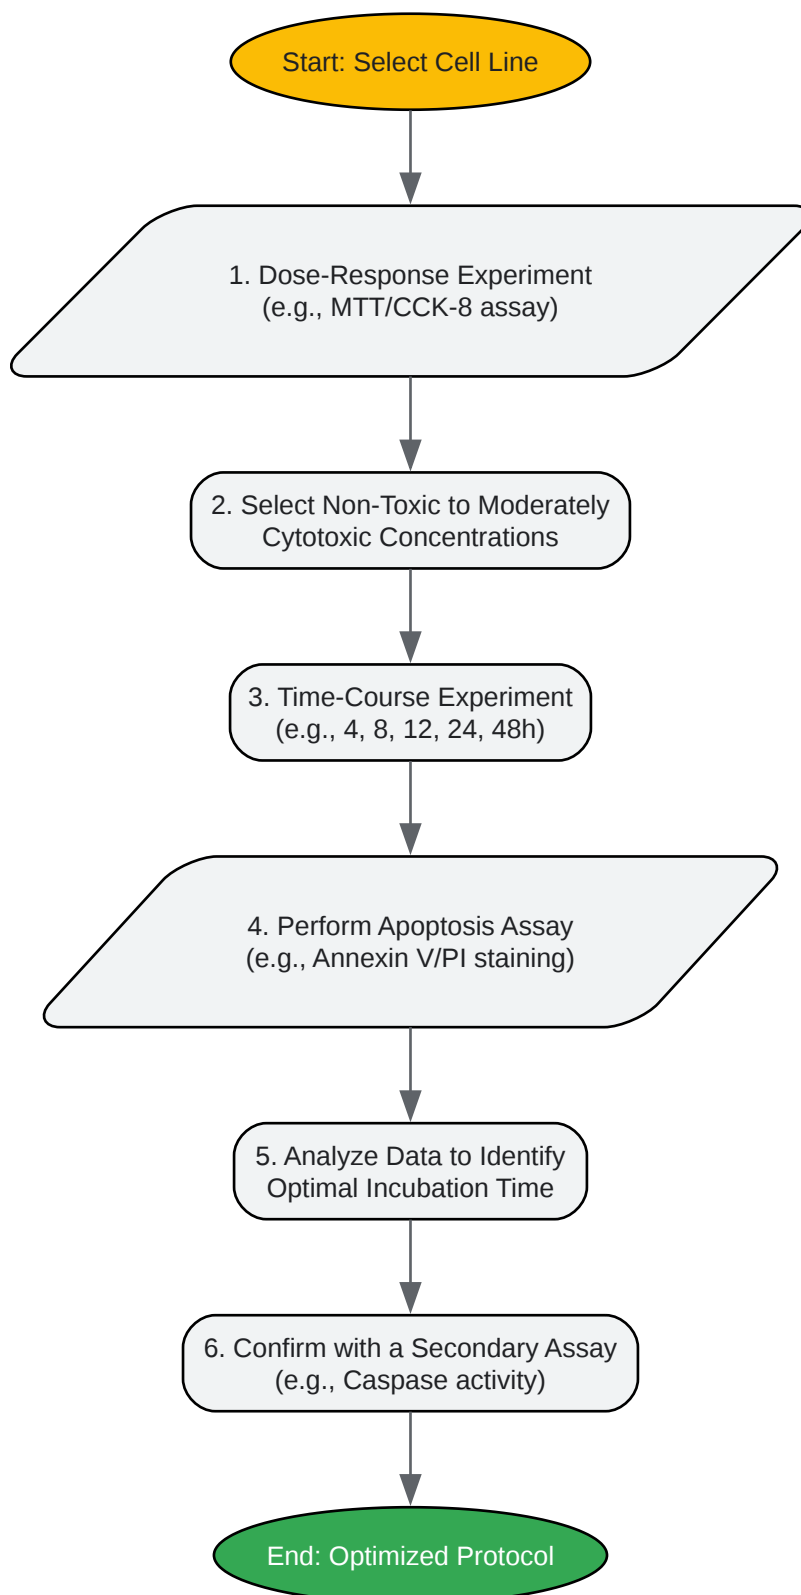 Start: Select Cell Line
1. Dose-Response Experiment
(e.g., MTT/CCK-8 assay)
2. Select Non-Toxic to Moderately
Cytotoxic Concentrations
3. Time-Course Experiment
(e.g., 4, 8, 12, 24, 48h)
4. Perform Apoptosis Assay
(e.g., Annexin V/PI staining)
5. Analyze Data to Identify
Optimal Incubation Time
6. Confirm with a Secondary Assay
(e.g., Caspase activity)
End: Optimized Protocol